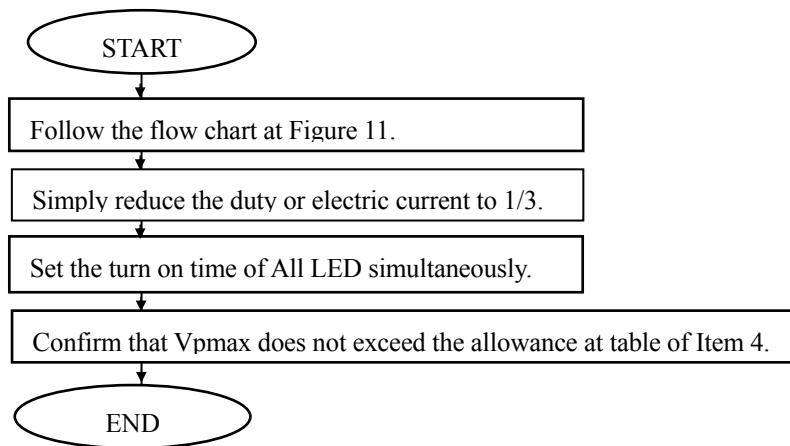 START
Follow the flow chart at Figure 11.
Simply reduce the duty or electric current to 1/3.
Set the turn on time of All LED simultaneously.
Confirm that Vpmax does not exceed the allowance at table of Item 4.
END